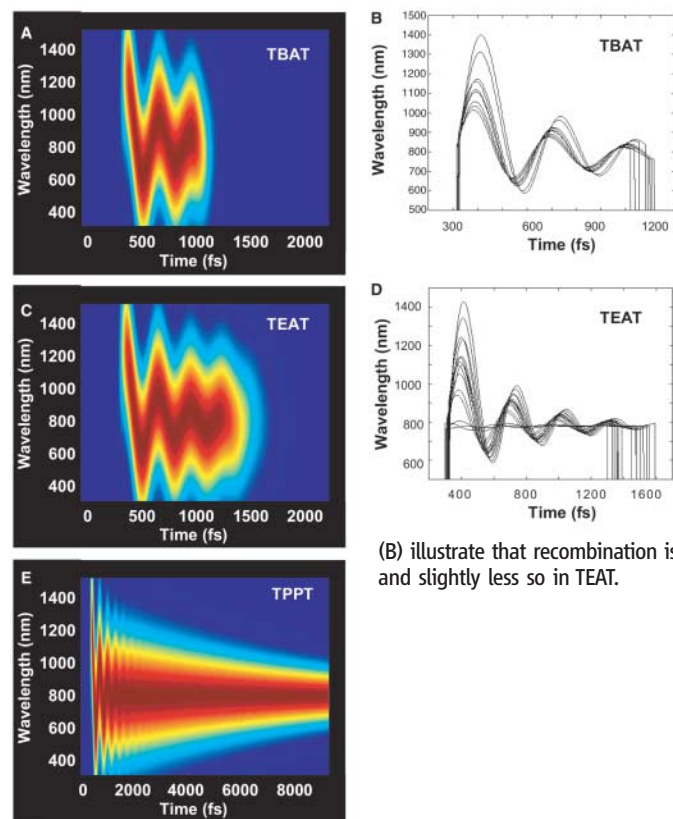 A
TBAT
Wavelength (nm)
1400
1200
1000
800
600
400
0 500 1000 1500 2000
Time (fs)
B
TBAT
Wavelength (nm)
1500
1400
1300
1200
1100
1000
900
800
700
600
500
300 600 900 1200
Time (fs)
C
TEAT
Wavelength (nm)
1400
1200
1000
800
600
400
0 500 1000 1500 2000
Time (fs)
D
TEAT
Wavelength (nm)
1400
1200
1000
800
600
400 800 1200 1600
Time (fs)
(B) illustrate that recombination is
and slightly less so in TEAT.
E
TPPT
Wavelength (nm)
1400
1200
1000
800
600
400
0 2000 4000 6000 8000
Time (fs)